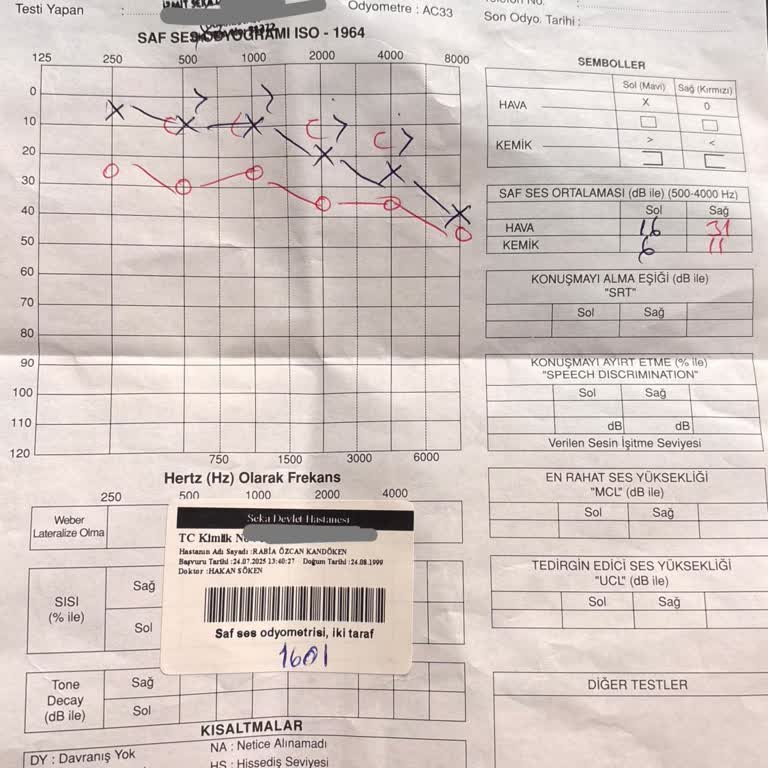 Testi Yapan :
Odyometre : AC33
Telefon No. :
Son Odyo. Tarihi :
SAF SES ODYOGRAMI ISO - 1964
125 250 500 1000 2000 4000 8000
0
10
20
30
40
50
60
70
80
90
100
110
120
750 1500 3000 6000
Hertz (Hz) Olarak Frekans
SEMBOLLER
Sol (Mavi) Sağ (Kırmızı)
HAVA X 0
KEMİK > <
SAF SES ORTALAMASI (dB ile) (500-4000 Hz)
Sol Sağ
HAVA 16 31
KEMİK 6 11
KONUŞMAYI ALMA EŞİĞİ (dB ile)
"SRT"
Sol Sağ
KONUŞMAYI AYIRT ETME (% ile)
"SPEECH DISCRIMINATION"
Sol Sağ
dB dB
Verilen Sesin İşitme Seviyesi
EN RAHAT SES YÜKSEKLİĞİ
"MCL" (dB ile)
Sol Sağ
TEDİRGİN EDİCİ SES YÜKSEKLİĞİ
"UCL" (dB ile)
Sol Sağ
DİĞER TESTLER
250 500 1000 2000 4000
Weber
Lateralize Olma
SISI
(% ile)
Sağ
Sol
Seka Devlet Hastanesi
TC Kimlik No
Hastanın Adı Sayadı :RABİA ÖZCAN KANDÖKEN
Başvuru Tarihi :24.07.2025 13:40:27 Doğum Tarihi :24.08.1999
Doktor :HAKAN SÖKEN
Saf ses odyometrisi, iki taraf
1601
Tone
Decay
(dB ile)
Sağ
Sol
KISALTMALAR
DY : Davranış Yok
NA : Netice Alınamadı
HS : Hissediş Seviyesi